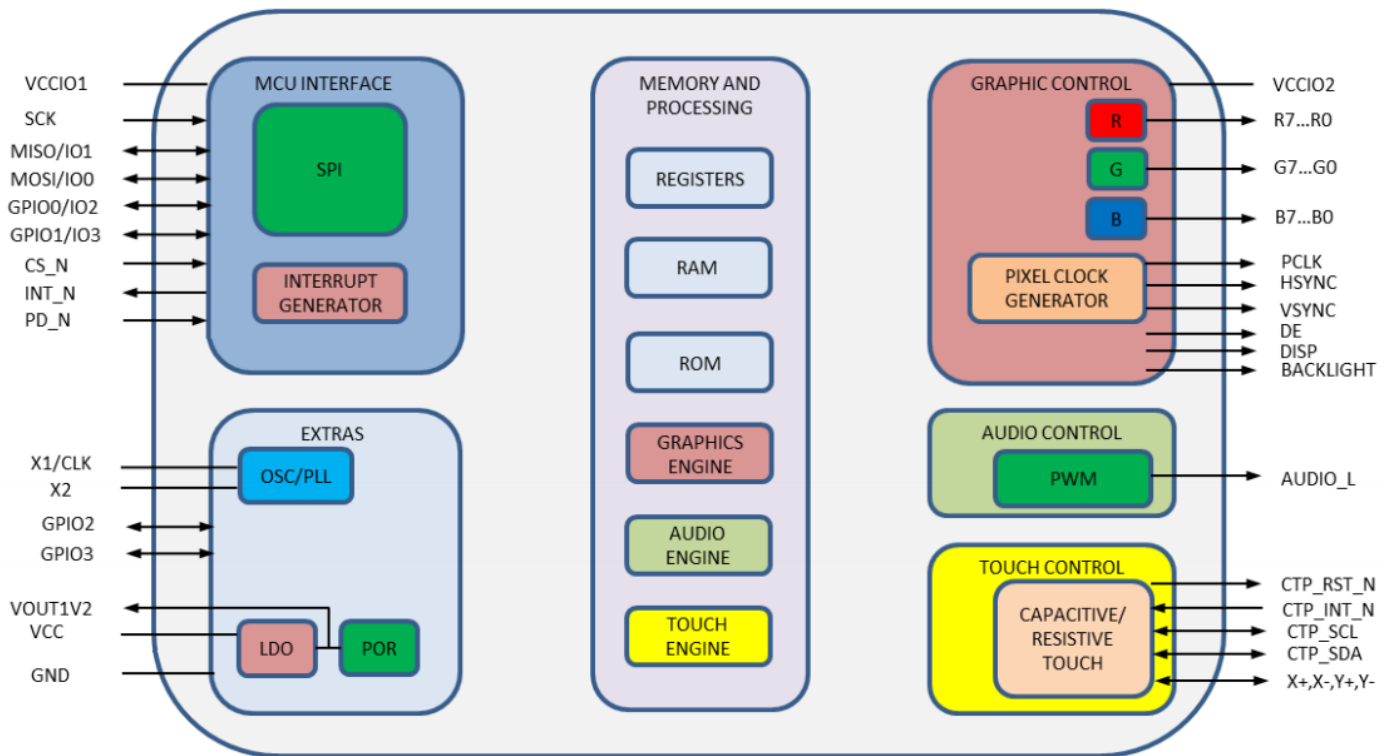 VCCIO1
SCK
MISO/IO1
MOSI/IO0
GPIO0/IO2
GPIO1/IO3
CS_N
INT_N
PD_N
MCU INTERFACE
SPI
INTERRUPT
GENERATOR
X1/CLK
X2
GPIO2
GPIO3
VOUT1V2
VCC
GND
EXTRAS
OSC/PLL
LDO
POR
MEMORY AND
PROCESSING
REGISTERS
RAM
ROM
GRAPHICS
ENGINE
AUDIO
ENGINE
TOUCH
ENGINE
GRAPHIC CONTROL
R
G
B
PIXEL CLOCK
GENERATOR
VCCIO2
R7...R0
G7...G0
B7...B0
PCLK
HSYNC
VSYNC
DE
DISP
BACKLIGHT
AUDIO CONTROL
PWM
AUDIO_L
TOUCH CONTROL
CAPACITIVE/
RESISTIVE
TOUCH
CTP_RST_N
CTP_INT_N
CTP_SCL
CTP_SDA
X+,X-,Y+,Y-